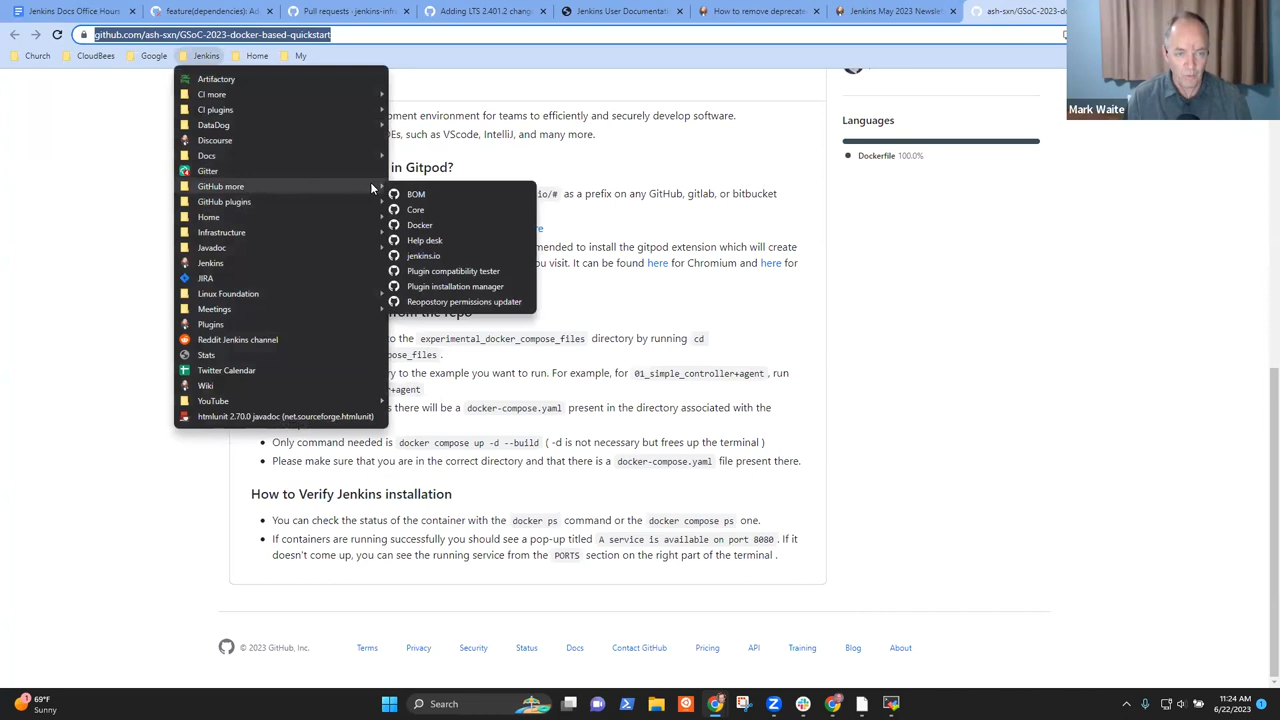 Jenkins Docs Office Hours
feature(dependencies): Ad
Pull requests · jenkins-infr
Adding LTS 2.401.2 change
Jenkins User Documentatio
How to remove deprecated
Jenkins May 2023 Newslet
ash-sxn/GSoC-2023-do
github.com/ash-sxn/GSoC-2023-docker-based-quickstart
Church
CloudBees
Google
Jenkins
Home
My
Mark Waite
Artifactory
CI more
CI plugins
DataDog
Discourse
Docs
Gitter
GitHub more
GitHub plugins
Home
Infrastructure
Javadoc
Jenkins
JIRA
Linux Foundation
Meetings
Plugins
Reddit Jenkins channel
Stats
Twitter Calendar
Wiki
YouTube
htmlunit 2.70.0 javadoc (net.sourceforge.htmlunit)
BOM
Core
Docker
Help desk
jenkins.io
Plugin compatibility tester
Plugin installation manager
Reopostory permissions updater
opment environment for teams to efficiently and securely develop software.
DEs, such as VScode, IntelliJ, and many more.
in Gitpod?
io/# as a prefix on any GitHub, gitlab, or bitbucket
re
mended to install the gitpod extension which will create
ou visit. It can be found here for Chromium and here for
from the repo
to the experimental_docker_compose_files directory by running cd
pose_files .
ry to the example you want to run. For example, for 01_simple_controller+agent , run
r+agent
s there will be a docker-compose.yaml present in the directory associated with the
Only command needed is docker compose up -d --build ( -d is not necessary but frees up the terminal )
Please make sure that you are in the correct directory and that there is a docker-compose.yaml file present there.
How to Verify Jenkins installation
You can check the status of the container with the docker ps command or the docker compose ps one.
If containers are running successfully you should see a pop-up titled A service is available on port 8080 . If it
doesn't come up, you can see the running service from the PORTS section on the right part of the terminal .
Languages
Dockerfile 100.0%
© 2023 GitHub, Inc.
Terms
Privacy
Security
Status
Docs
Contact GitHub
Pricing
API
Training
Blog
About
69°F
Sunny
Search
11:24 AM
6/22/2023